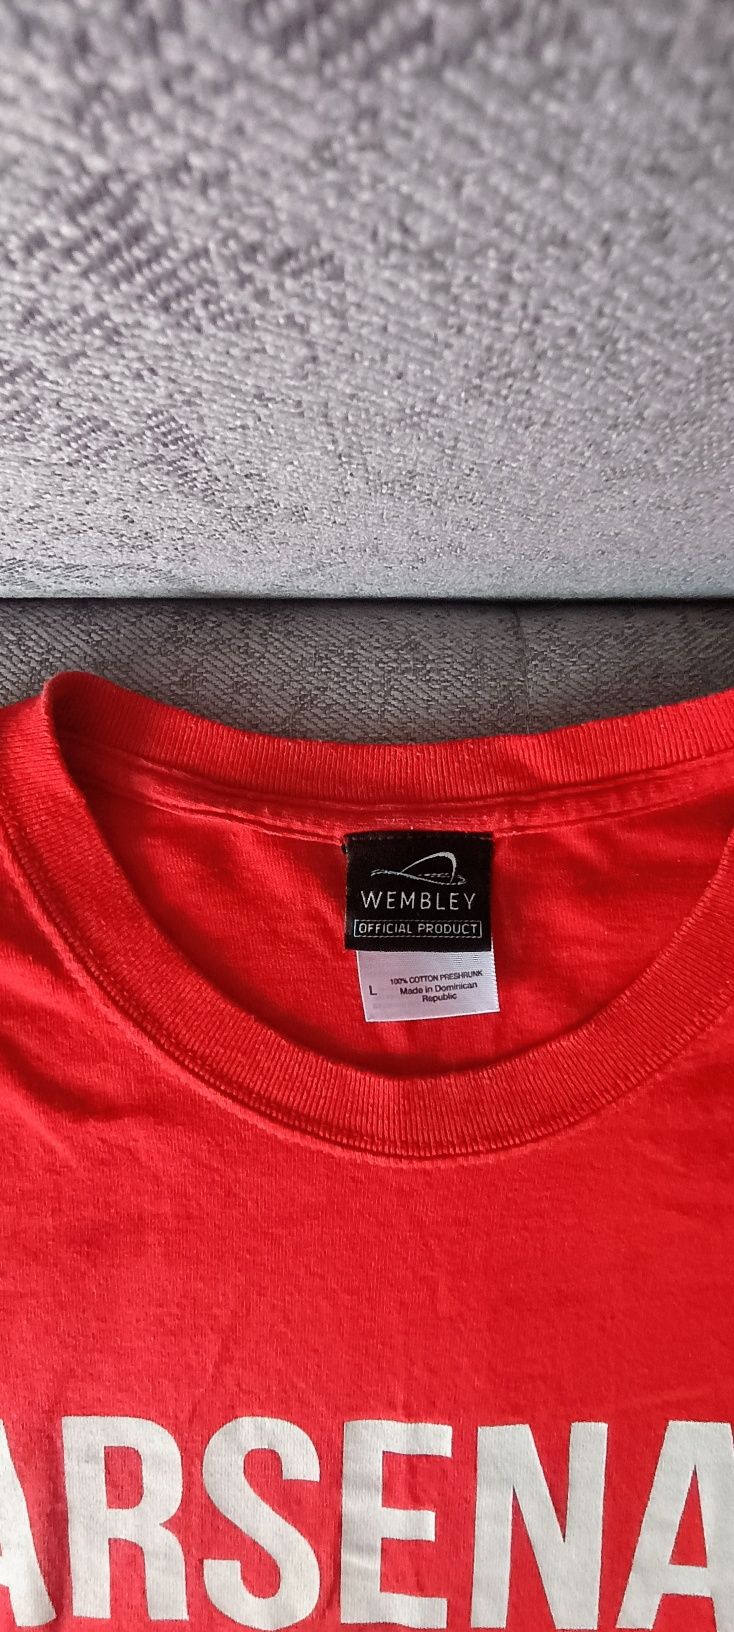 WEMBLEY
OFFICIAL PRODUCT
L
100% COTTON PRESHRUNK
Made in Dominican
Republic
ARSENA